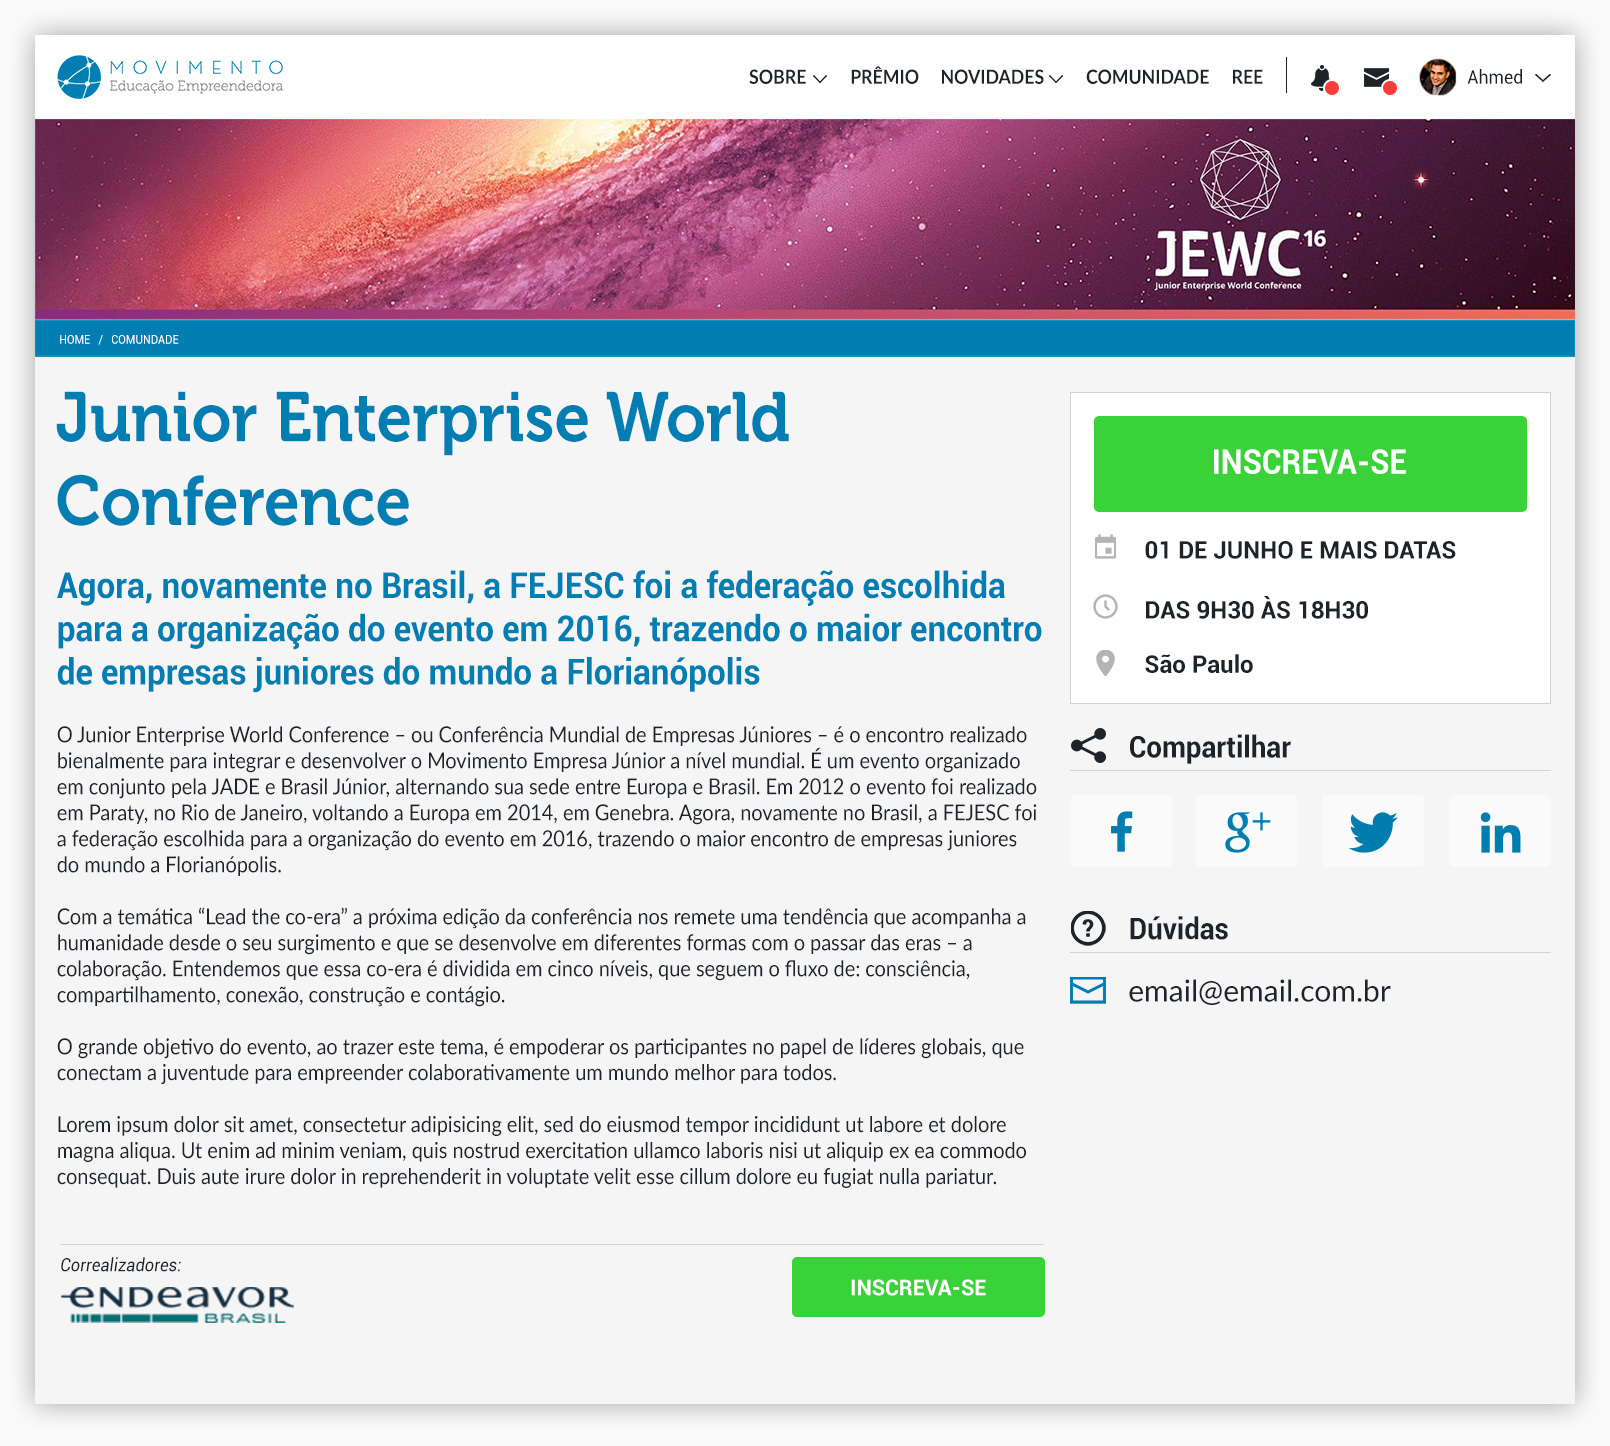 MOVIMENTO
Educação Empreendedora
SOBRE
PRÊMIO
NOVIDADES
COMUNIDADE
REE
Ahmed
JEWC16
Junior Enterprise World Conference
HOME / COMUNDADE
Junior Enterprise World
Conference
Agora, novamente no Brasil, a FEJESC foi a federação escolhida
para a organização do evento em 2016, trazendo o maior encontro
de empresas juniores do mundo a Florianópolis
O Junior Enterprise World Conference – ou Conferência Mundial de Empresas Júniores – é o encontro realizado
bienalmente para integrar e desenvolver o Movimento Empresa Júnior a nível mundial. É um evento organizado
em conjunto pela JADE e Brasil Júnior, alternando sua sede entre Europa e Brasil. Em 2012 o evento foi realizado
em Paraty, no Rio de Janeiro, voltando a Europa em 2014, em Genebra. Agora, novamente no Brasil, a FEJESC foi
a federação escolhida para a organização do evento em 2016, trazendo o maior encontro de empresas juniores
do mundo a Florianópolis.
Com a temática “Lead the co-era” a próxima edição da conferência nos remete uma tendência que acompanha a
humanidade desde o seu surgimento e que se desenvolve em diferentes formas com o passar das eras – a
colaboração. Entendemos que essa co-era é dividida em cinco níveis, que seguem o fluxo de: consciência,
compartilhamento, conexão, construção e contágio.
O grande objetivo do evento, ao trazer este tema, é empoderar os participantes no papel de líderes globais, que
conectam a juventude para empreender colaborativamente um mundo melhor para todos.
Lorem ipsum dolor sit amet, consectetur adipisicing elit, sed do eiusmod tempor incididunt ut labore et dolore
magna aliqua. Ut enim ad minim veniam, quis nostrud exercitation ullamco laboris nisi ut aliquip ex ea commodo
consequat. Duis aute irure dolor in reprehenderit in voluptate velit esse cillum dolore eu fugiat nulla pariatur.
Correalizadores:
ENDEAVOR
BRASIL
INSCREVA-SE
INSCREVA-SE
01 DE JUNHO E MAIS DATAS
DAS 9H30 ÀS 18H30
São Paulo
Compartilhar
f
g+
in
Dúvidas
email@email.com.br